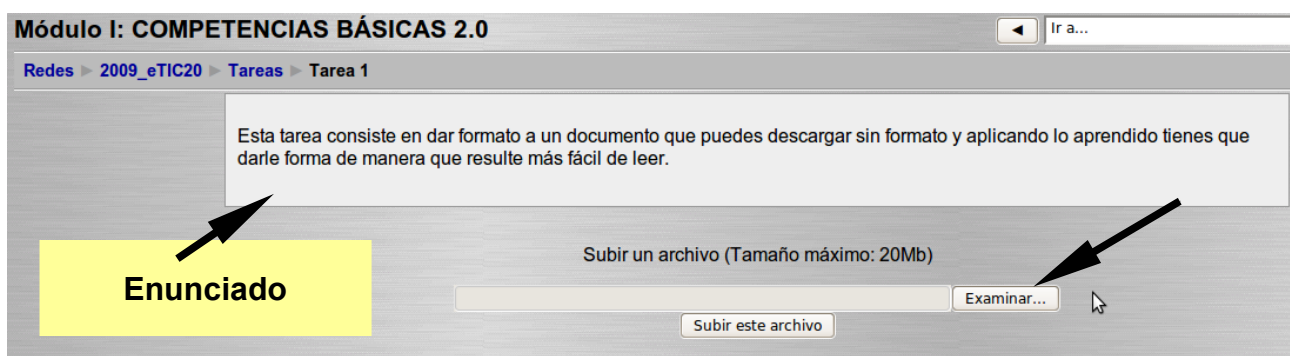 Módulo I: COMPETENCIAS BÁSICAS 2.0
Ir a...
Redes ► 2009_eTIC20 ► Tareas ► Tarea 1
Esta tarea consiste en dar formato a un documento que puedes descargar sin formato y aplicando lo aprendido tienes que
darle forma de manera que resulte más fácil de leer.
Enunciado
Subir un archivo (Tamaño máximo: 20Mb)
Examinar...
Subir este archivo